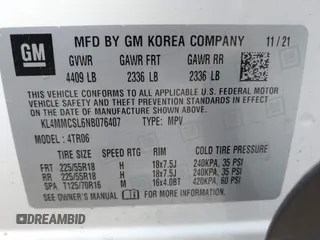 GM
MFD BY GM KOREA COMPANY 11/21
GVWR GAWR FRT GAWR RR
4409 LB 2336 LB 2336 LB
THIS VEHICLE CONFORMS TO ALL APPLICABLE U.S. FEDERAL
MOTOR VEHICLE SAFETY, BUMPER, AND THEFT PREVENTION
STANDARDS IN EFFECT ON THE DATE OF MANUFACTURE SHOWN ABOVE.
KL4MMCSL6NB076407 TYPE: MPV
MODEL: 4TR06
TIRE SIZE SPEED RTG RIM COLD TIRE PRESSURE
FRT 225/55R18 H 18x7.5J 240KPA, 35 PSI
RR 225/55R18 H 18x7.5J 240KPA, 35 PSI
SPA T125/70R16 M 16x4.0BT 420KPA, 60 PSI
SEE OWNER'S MANUAL FOR ADDITIONAL INFORMATION
DREAMBID